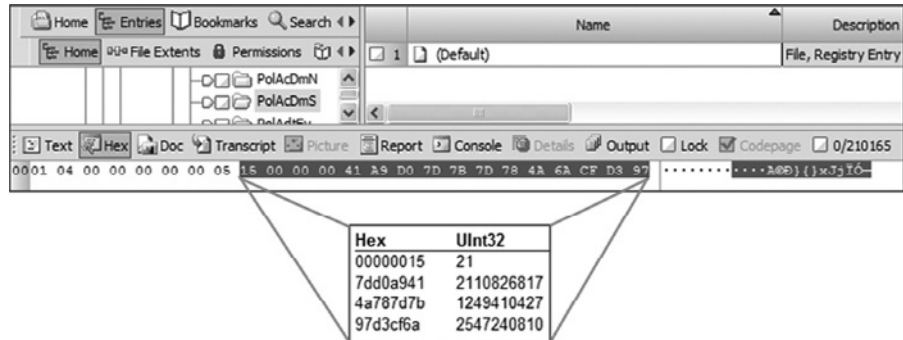 Home Entries Bookmarks Search
Name Description
Home File Extents Permissions
1 (Default) File, Registry Entry
PolAcDmN
PolAcDmS
PolAdtEv
Text Hex Doc Transcript Picture Report Console Details Output Lock Codepage 0/210165
0001 04 00 00 00 00 00 05 15 00 00 00 41 A9 D0 7D 7B 7D 78 4A 6A CF D3 97 ········ ····A©Ð}{}xJjÏÓ—
Hex UInt32
00000015 21
7dd0a941 2110826817
4a787d7b 1249410427
97d3cf6a 2547240810